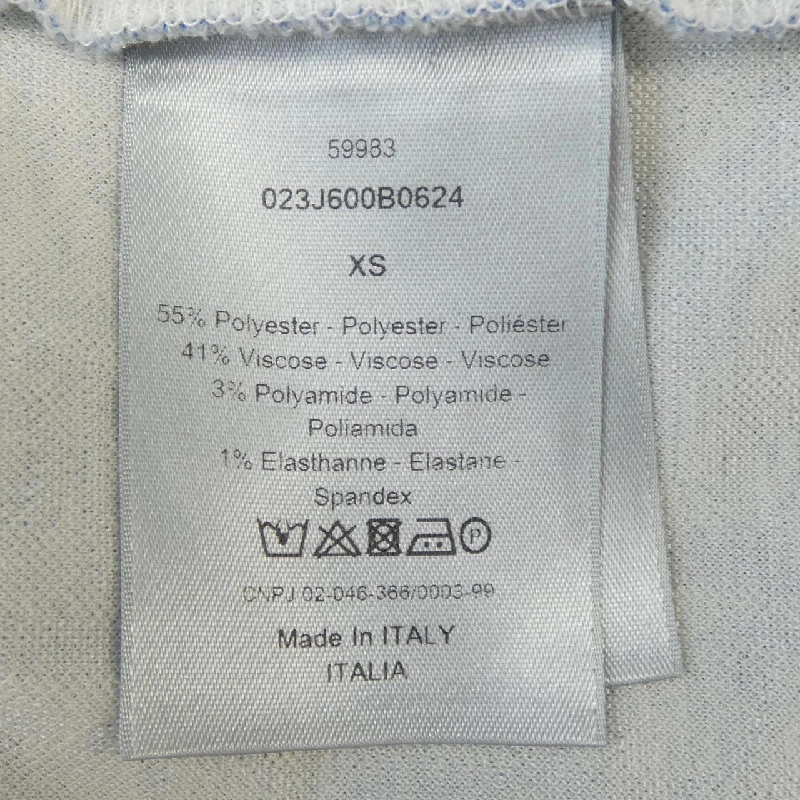 59983
023J600B0624
XS
55% Polyester - Polyester - Poliéster
41% Viscose - Viscose - Viscose
3% Polyamide - Polyamide -
Poliamida
1% Elasthanne - Elastane -
Spandex
P
CNPJ 02-046-366/0003-99
Made In ITALY
ITALIA